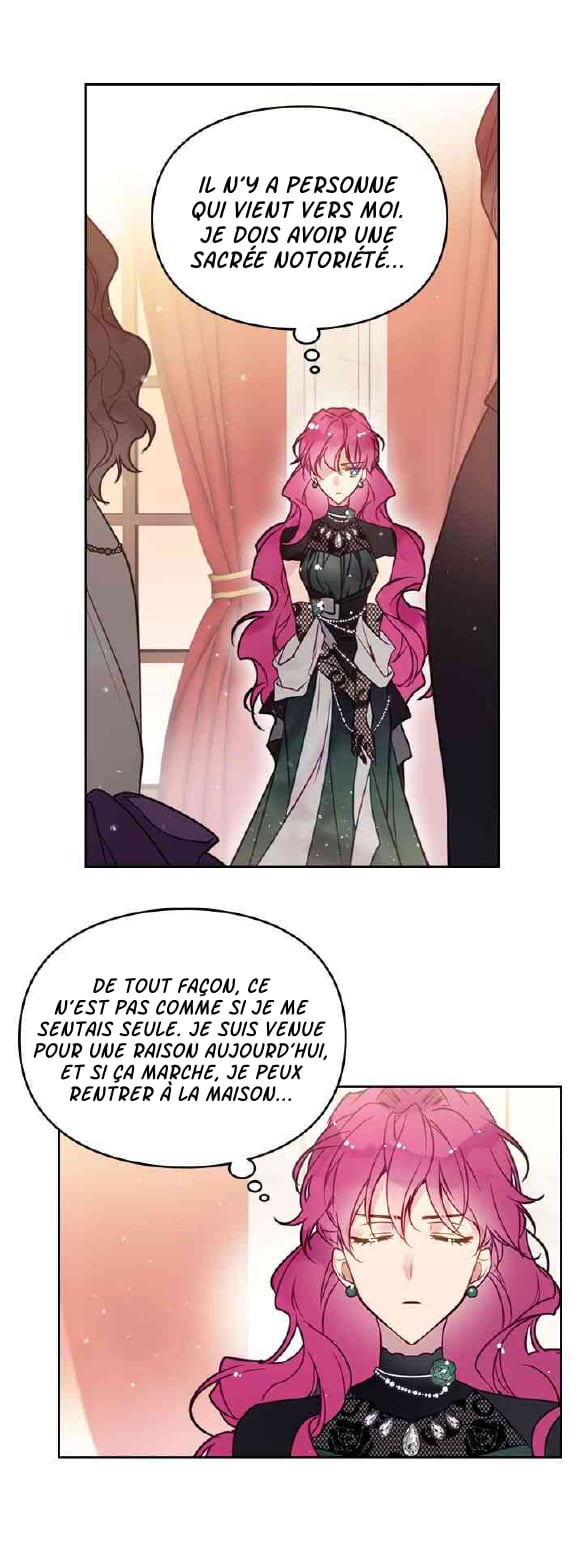 IL N'Y A PERSONNE
QUI VIENT VERS MOI.
JE DOIS AVOIR UNE
SACRÉE NOTORIÉTÉ...
DE TOUT FAÇON, CE
N'EST PAS COMME SI JE ME
SENTAIS SEULE. JE SUIS VENUE
POUR UNE RAISON AUJOURD'HUI,
ET SI ÇA MARCHE, JE PEUX
RENTRER À LA MAISON...